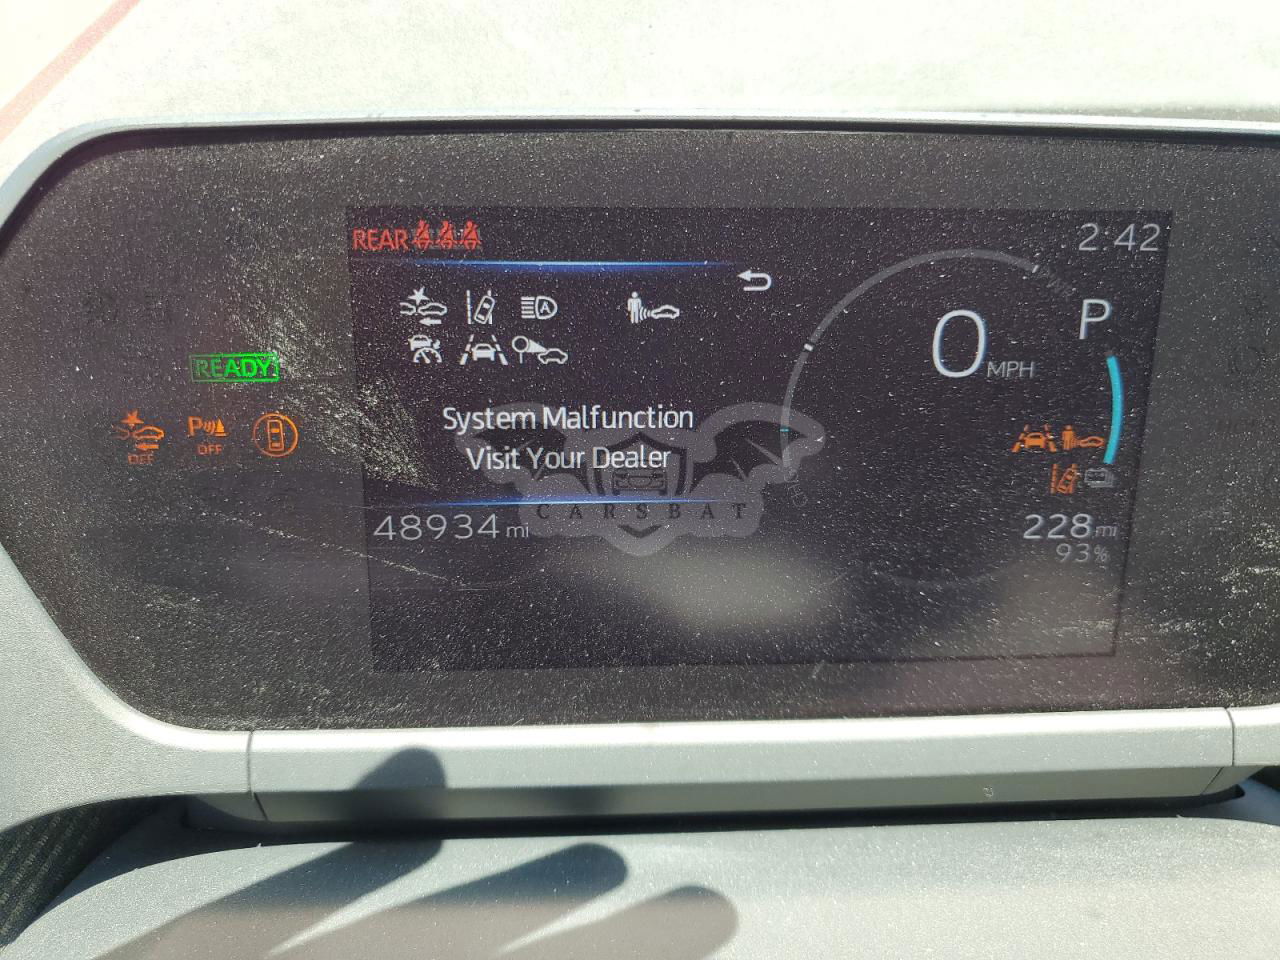 REAR
2:42
A
P
0 MPH
READY
OFF
P OFF
System Malfunction
Visit Your Dealer
CARSBAT
48934 mi
228 mi
93%